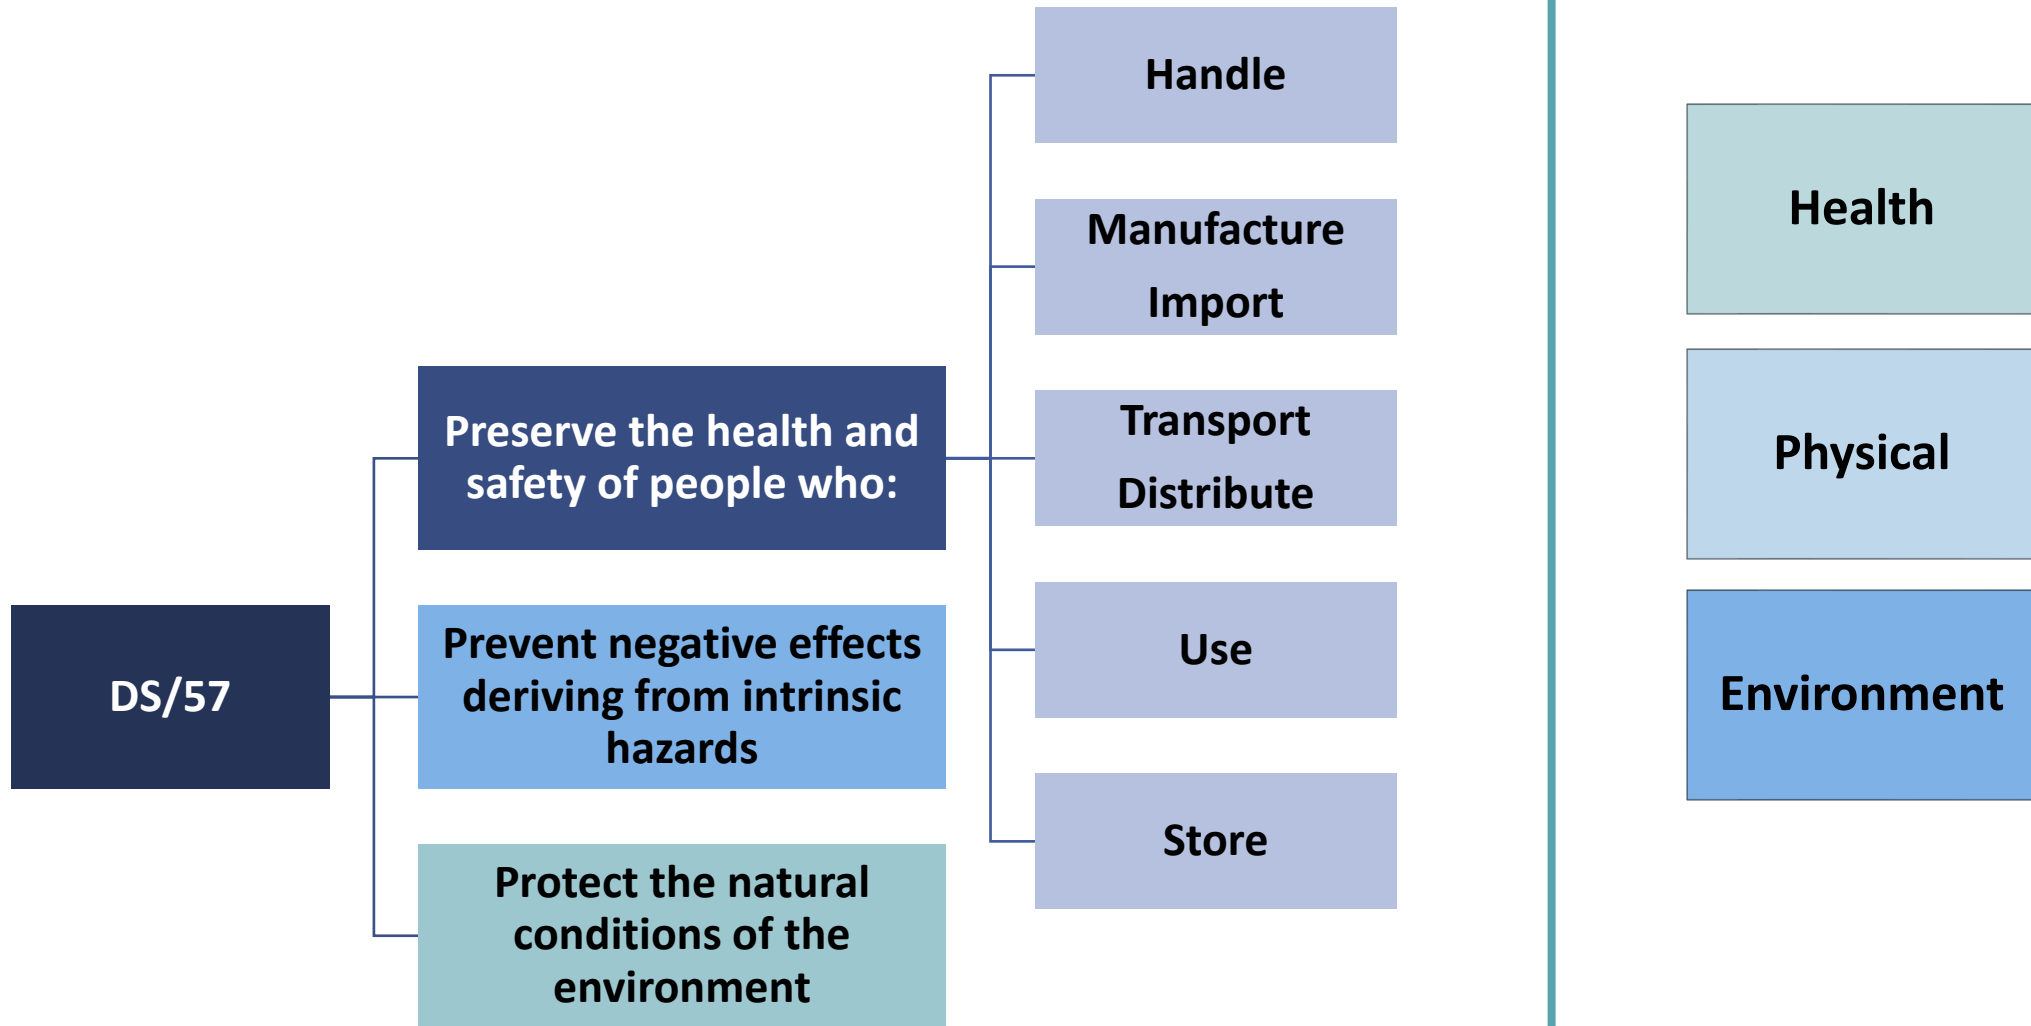 DS/57
Preserve the health and
safety of people who:
Prevent negative effects
deriving from intrinsic
hazards
Protect the natural
conditions of the
environment
Handle
Manufacture
Import
Transport
Distribute
Use
Store
Health
Physical
Environment